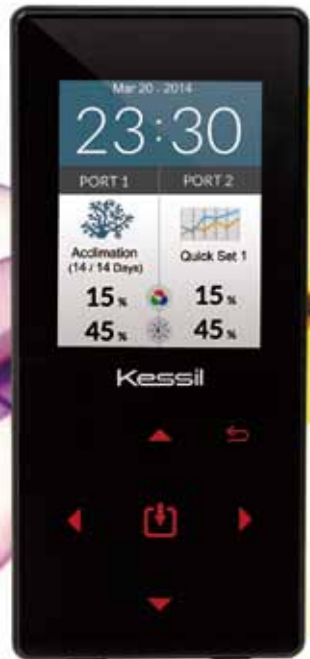 Mar 20 - 2014
23:30
PORT 1 PORT 2
Acclimation
(14 / 14 Days)
Quick Set 1
15% 15%
45% 45%
Kessil